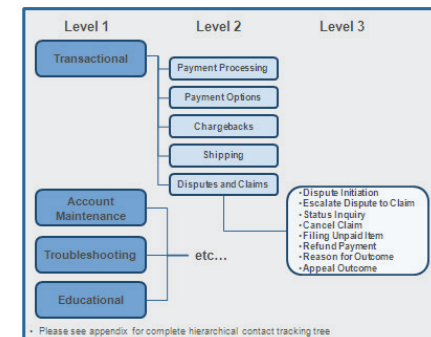 Level 1
Level 2
Level 3
Transactional
Payment Processing
Payment Options
Chargebacks
Shipping
Disputes and Claims
• Dispute Initiation
• Escalate Dispute to Claim
• Status Inquiry
• Cancel Claim
• Filing Unpaid Item
• Refund Payment
• Reason for Outcome
• Appeal Outcome
Account
Maintenance
Troubleshooting
etc...
Educational
• Please see appendix for complete hierarchical contact tracking tree